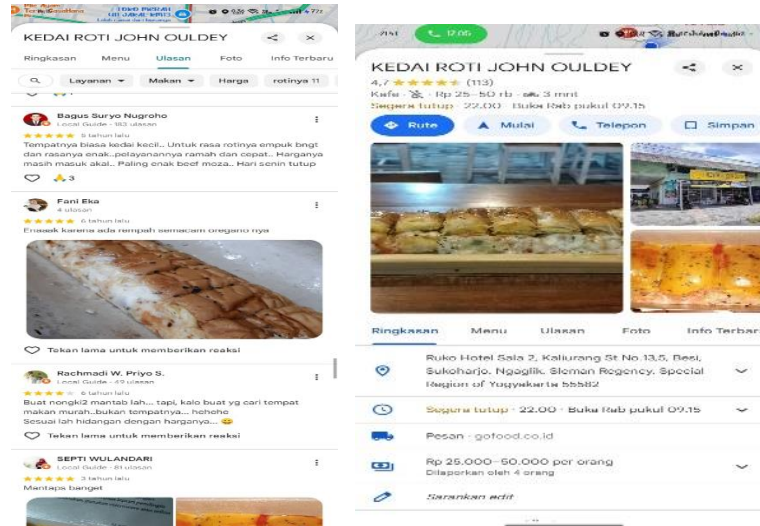 KEDAI ROTI JOHN OULDEY
Ringkasan Menu Ulasan Foto Info Terbaru
Layanan Makan Harga rotinya 11
Bagus Suryo Nugroho
Local Guide · 183 ulasan
5 tahun lalu
Tempatnya biasa kedai kecil.. Untuk rasa rotinya empuk bngt
dan rasanya enak..pelayanannya ramah dan cepat.. Harganya
masih masuk akal.. Paling enak beef moza.. Hari senin tutup
🙏 3
Fani Eka
4 ulasan
6 tahun lalu
Enaaak karena ada rempah semacam oregano nya
Tekan lama untuk memberikan reaksi
Rachmadi W. Priyo S.
Local Guide · 49 ulasan
6 tahun lalu
Buat nongki2 mantab lah... tapi, kalo buat yg cari tempat
makan murah..bukan tempatnya... hehehe
Sesuai lah hidangan dengan harganya... 😄
Tekan lama untuk memberikan reaksi
SEPTI WULANDARI
Local Guide · 81 ulasan
3 tahun lalu
Mantaps banget
21.51 12.05
KEDAI ROTI JOHN OULDEY
4,7 (113)
Kafe · Rp 25–50 rb · 3 mnt
Segera tutup · 22.00 · Buka Rab pukul 09.15
Rute Mulai Telepon Simpan
Ringkasan Menu Ulasan Foto Info Terbar
Ruko Hotel Sala 2, Kaliurang St No.13,5, Besi,
Sukoharjo, Ngaglik, Sleman Regency, Special
Region of Yogyakarta 55582
Segera tutup · 22.00 · Buka Rab pukul 09.15
Pesan · gofood.co.id
Rp 25.000–50.000 per orang
Dilaporkan oleh 4 orang
Sarankan edit